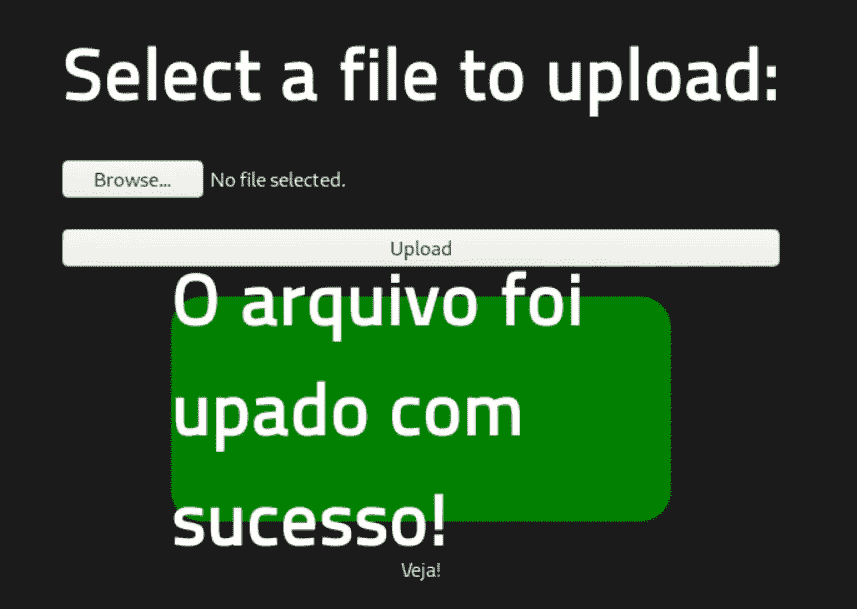 Select a file to upload:
Browse... No file selected.
Upload
O arquivo foi
upado com
sucesso!
Veja!